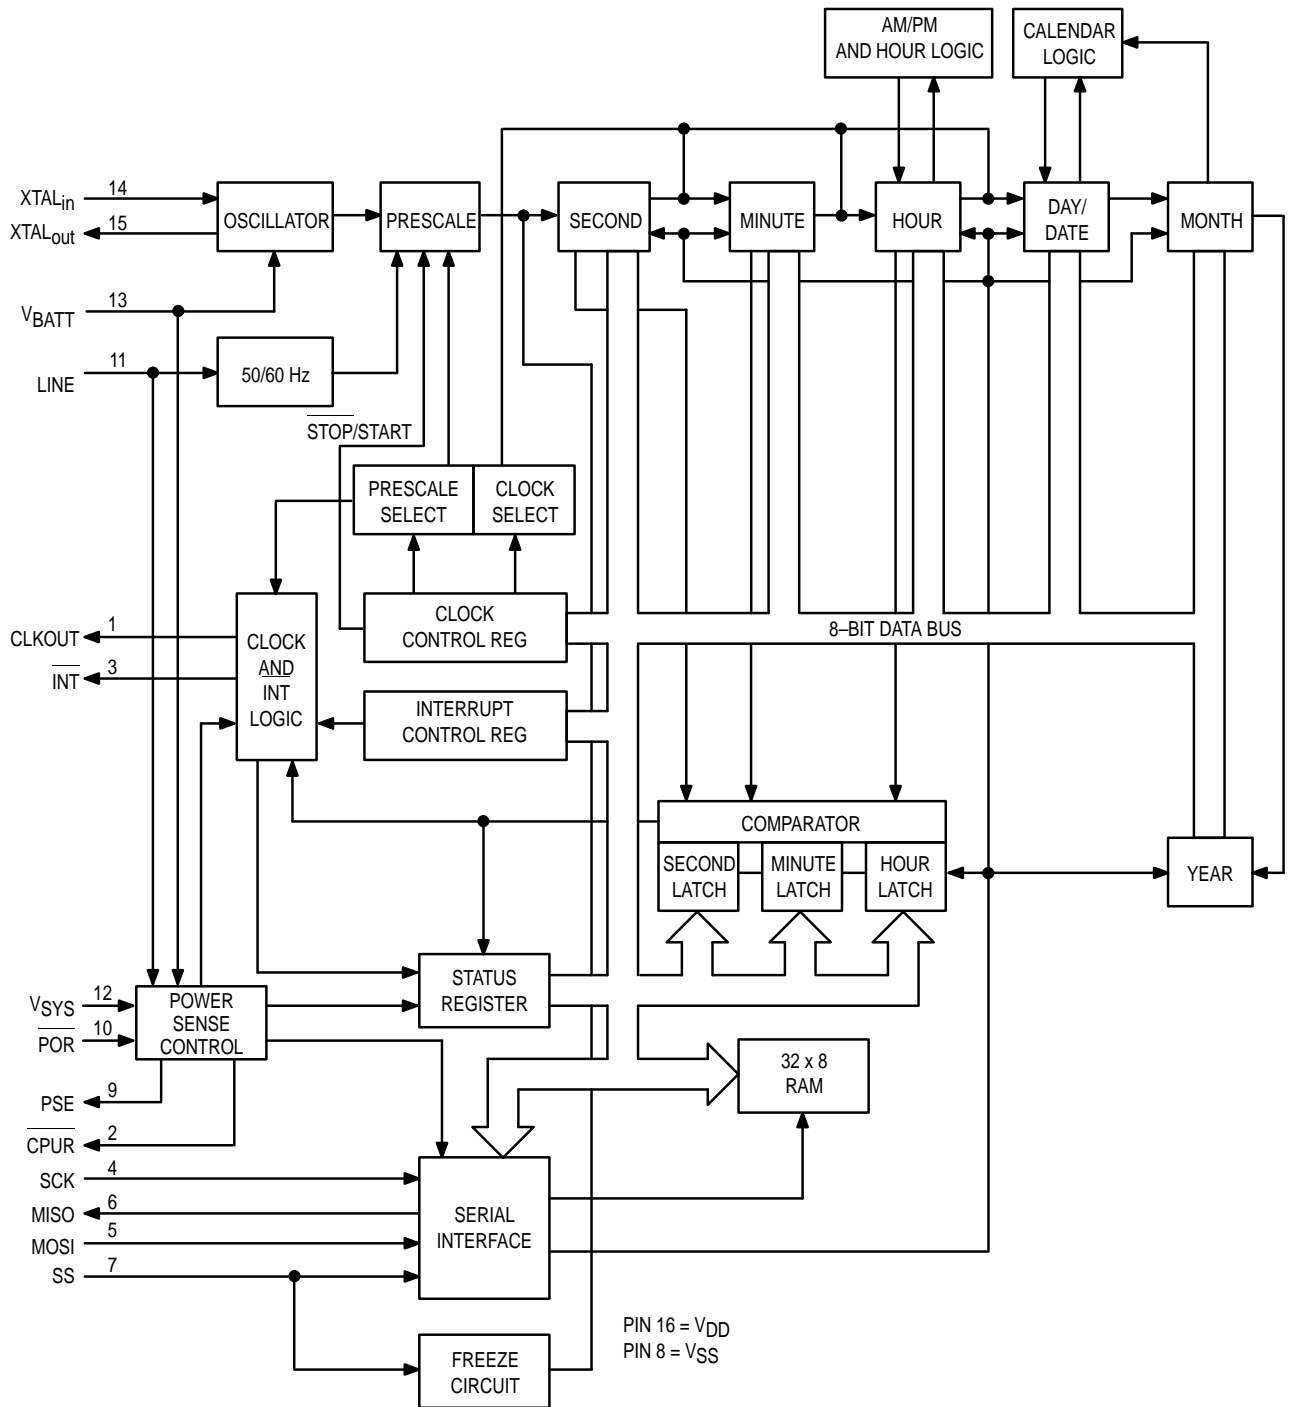 AM/PM
AND HOUR LOGIC
CALENDAR
LOGIC
XTALin
14
XTALout
15
OSCILLATOR
PRESCALE
SECOND
MINUTE
HOUR
DAY/
DATE
MONTH
VBATT
13
LINE
11
50/60 Hz
STOP/START
PRESCALE
SELECT
CLOCK
SELECT
CLOCK
CONTROL REG
8–BIT DATA BUS
CLKOUT
1
INT
3
CLOCK
AND
INT
LOGIC
INTERRUPT
CONTROL REG
COMPARATOR
SECOND
LATCH
MINUTE
LATCH
HOUR
LATCH
YEAR
STATUS
REGISTER
VSYS
12
POR
10
POWER
SENSE
CONTROL
PSE
9
CPUR
2
32 x 8
RAM
SCK
4
MISO
6
MOSI
5
SS
7
SERIAL
INTERFACE
PIN 16 = VDD
PIN 8 = VSS
FREEZE
CIRCUIT